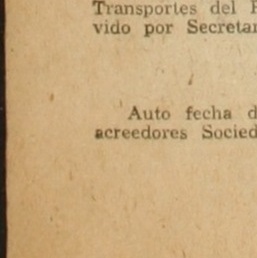 Transportes del
vido por Secretar
Auto fecha d
acreedores Socied